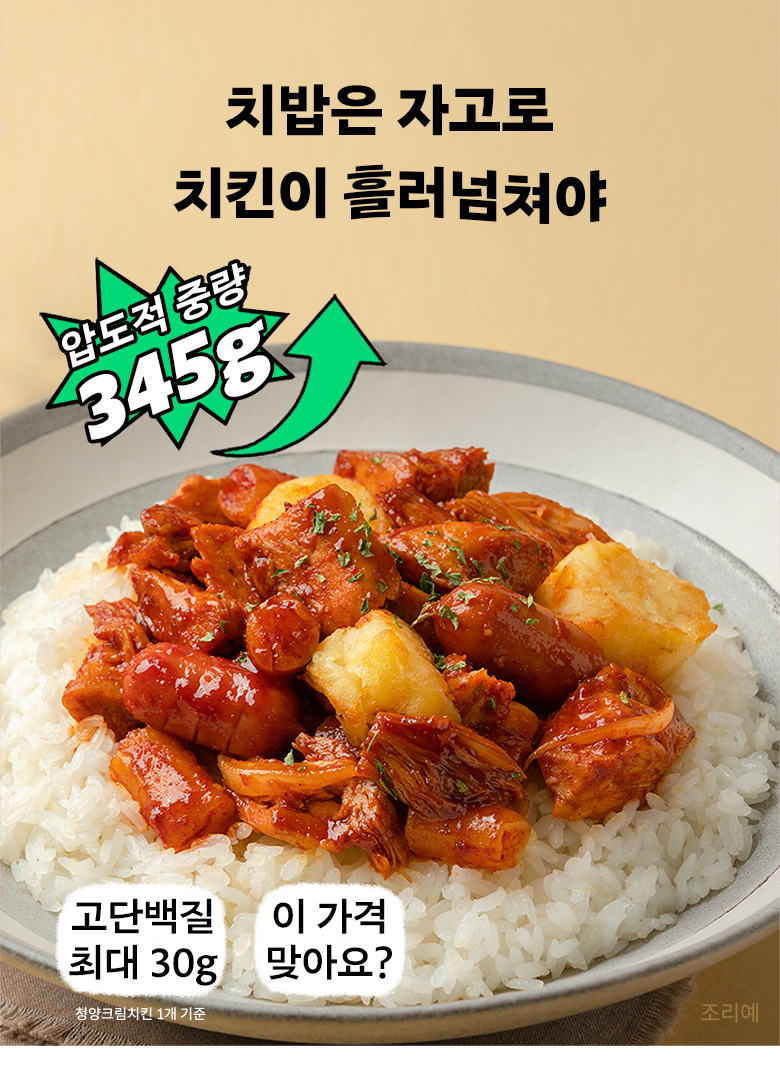 치밥은 자고로
치킨이 흘러넘쳐야
압도적 중량
345g
고단백질
최대 30g
이 가격
맞아요?
청양크림치킨 1개 기준
조리예